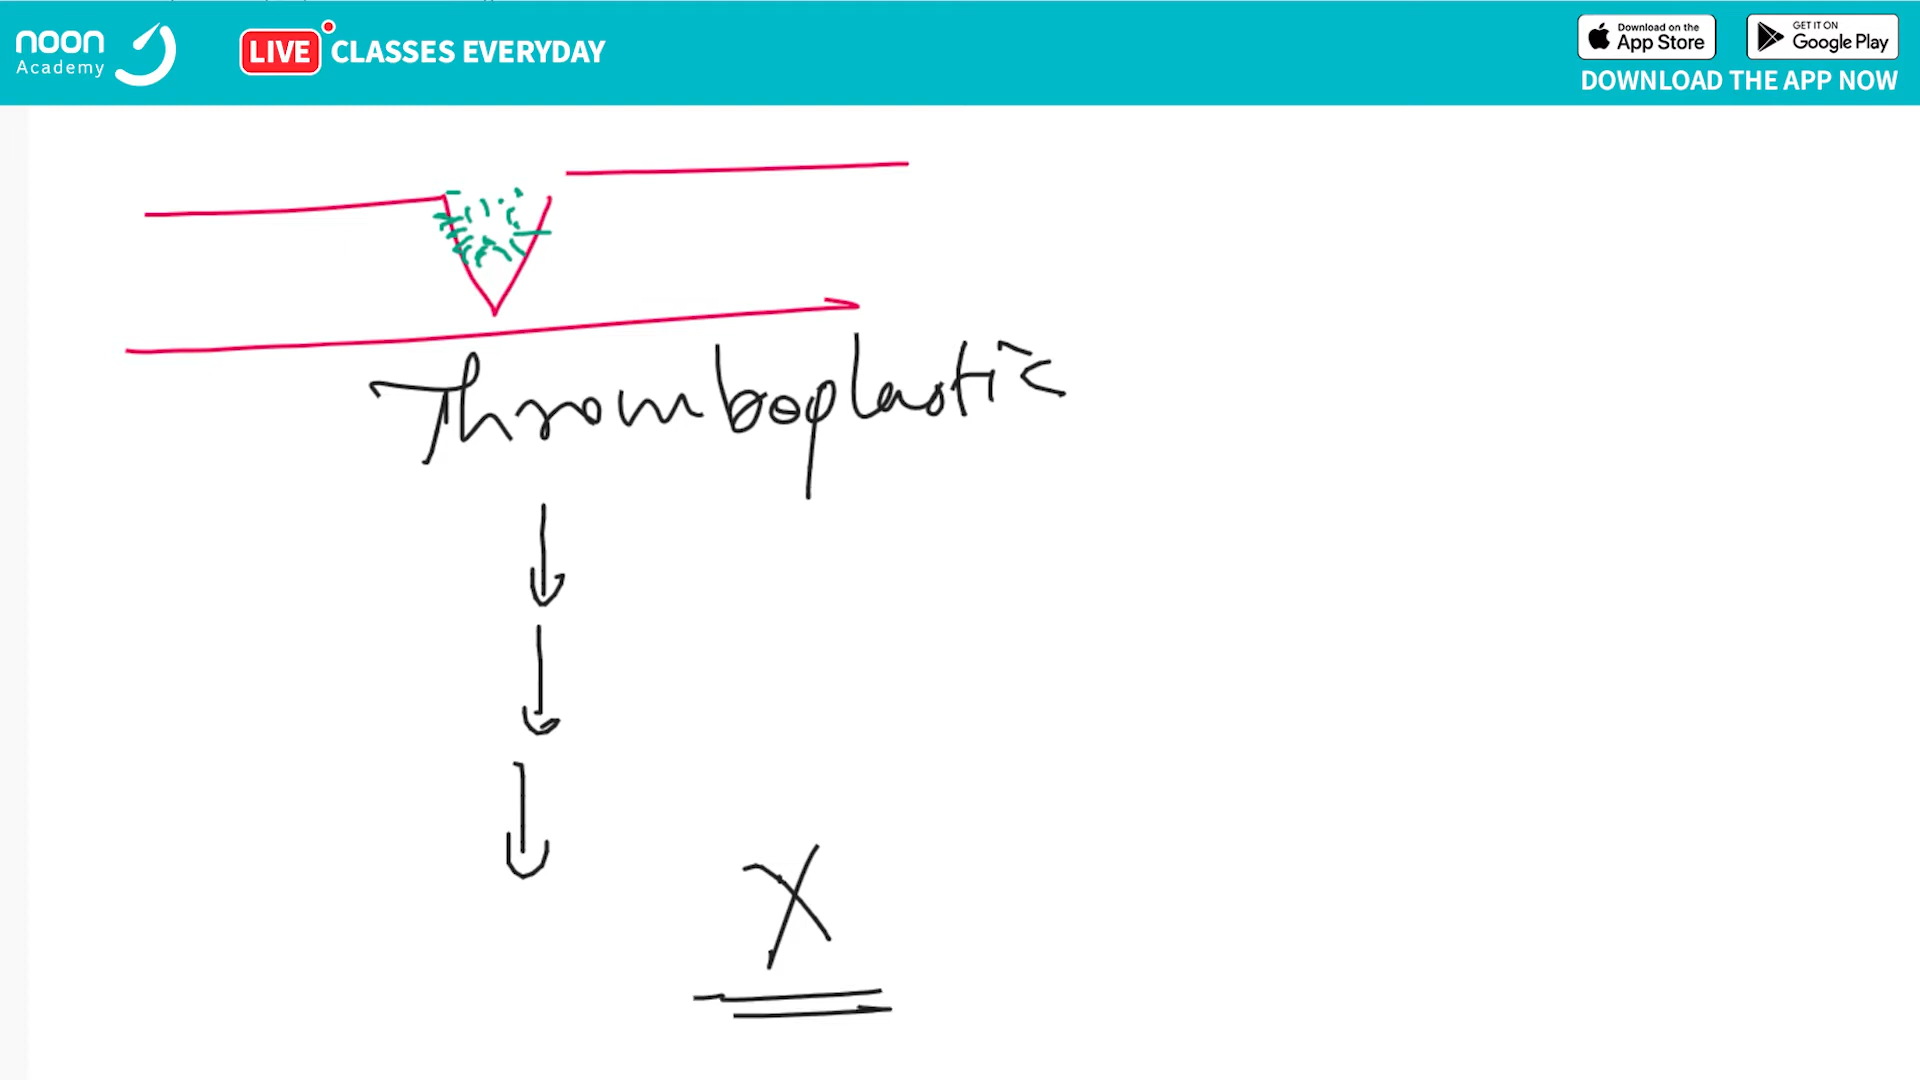 noon
Academy
LIVE CLASSES EVERYDAY
Download on the
App Store
GET IT ON
Google Play
DOWNLOAD THE APP NOW
Thromboplastic
X